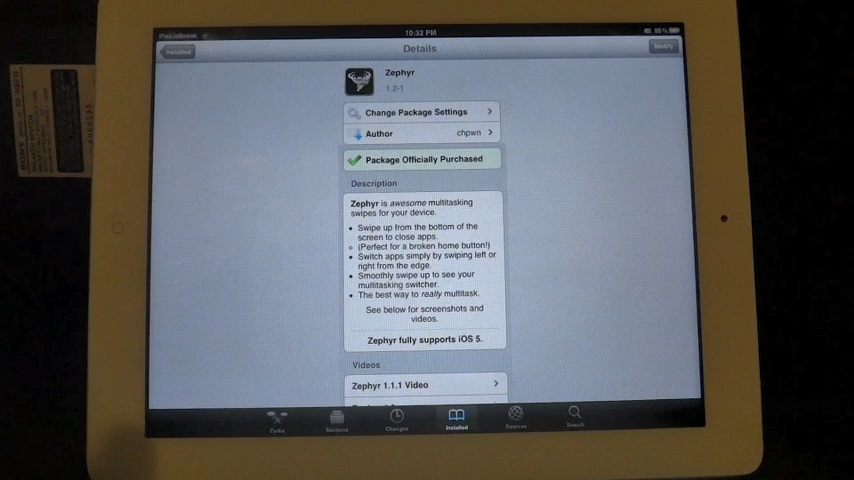 iPadJailbreak
10:32 PM
95%
Installed
Details
Modify
Zephyr
1.2-1
Change Package Settings
Author
chpwn
Package Officially Purchased
Description
Zephyr is awesome multitasking
swipes for your device.
Swipe up from the bottom of the
screen to close apps.
(Perfect for a broken home button!)
Switch apps simply by swiping left or
right from the edge.
Smoothly swipe up to see your
multitasking switcher.
The best way to really multitask.
See below for screenshots and
videos.
Zephyr fully supports iOS 5.
Videos
Zephyr 1.1.1 Video
Cydia
Sections
Changes
Installed
Sources
Search